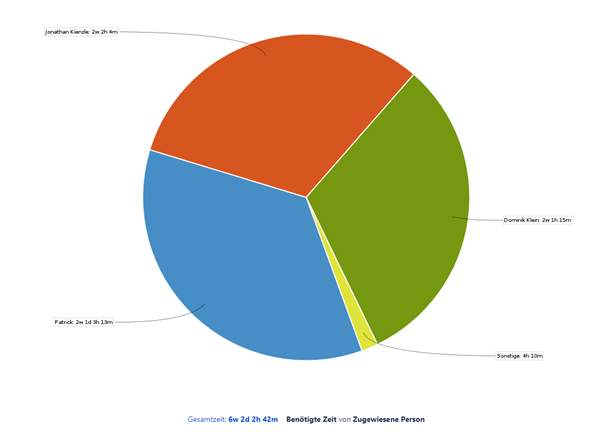 Jonathan Kienzle: 2w 2h 4m
Dominik Klein: 2w 1h 15m
Patrick: 2w 1d 3h 13m
Sonstige: 4h 10m
Gesamtzeit: 6w 2d 2h 42m Benötigte Zeit von Zugewiesene Person